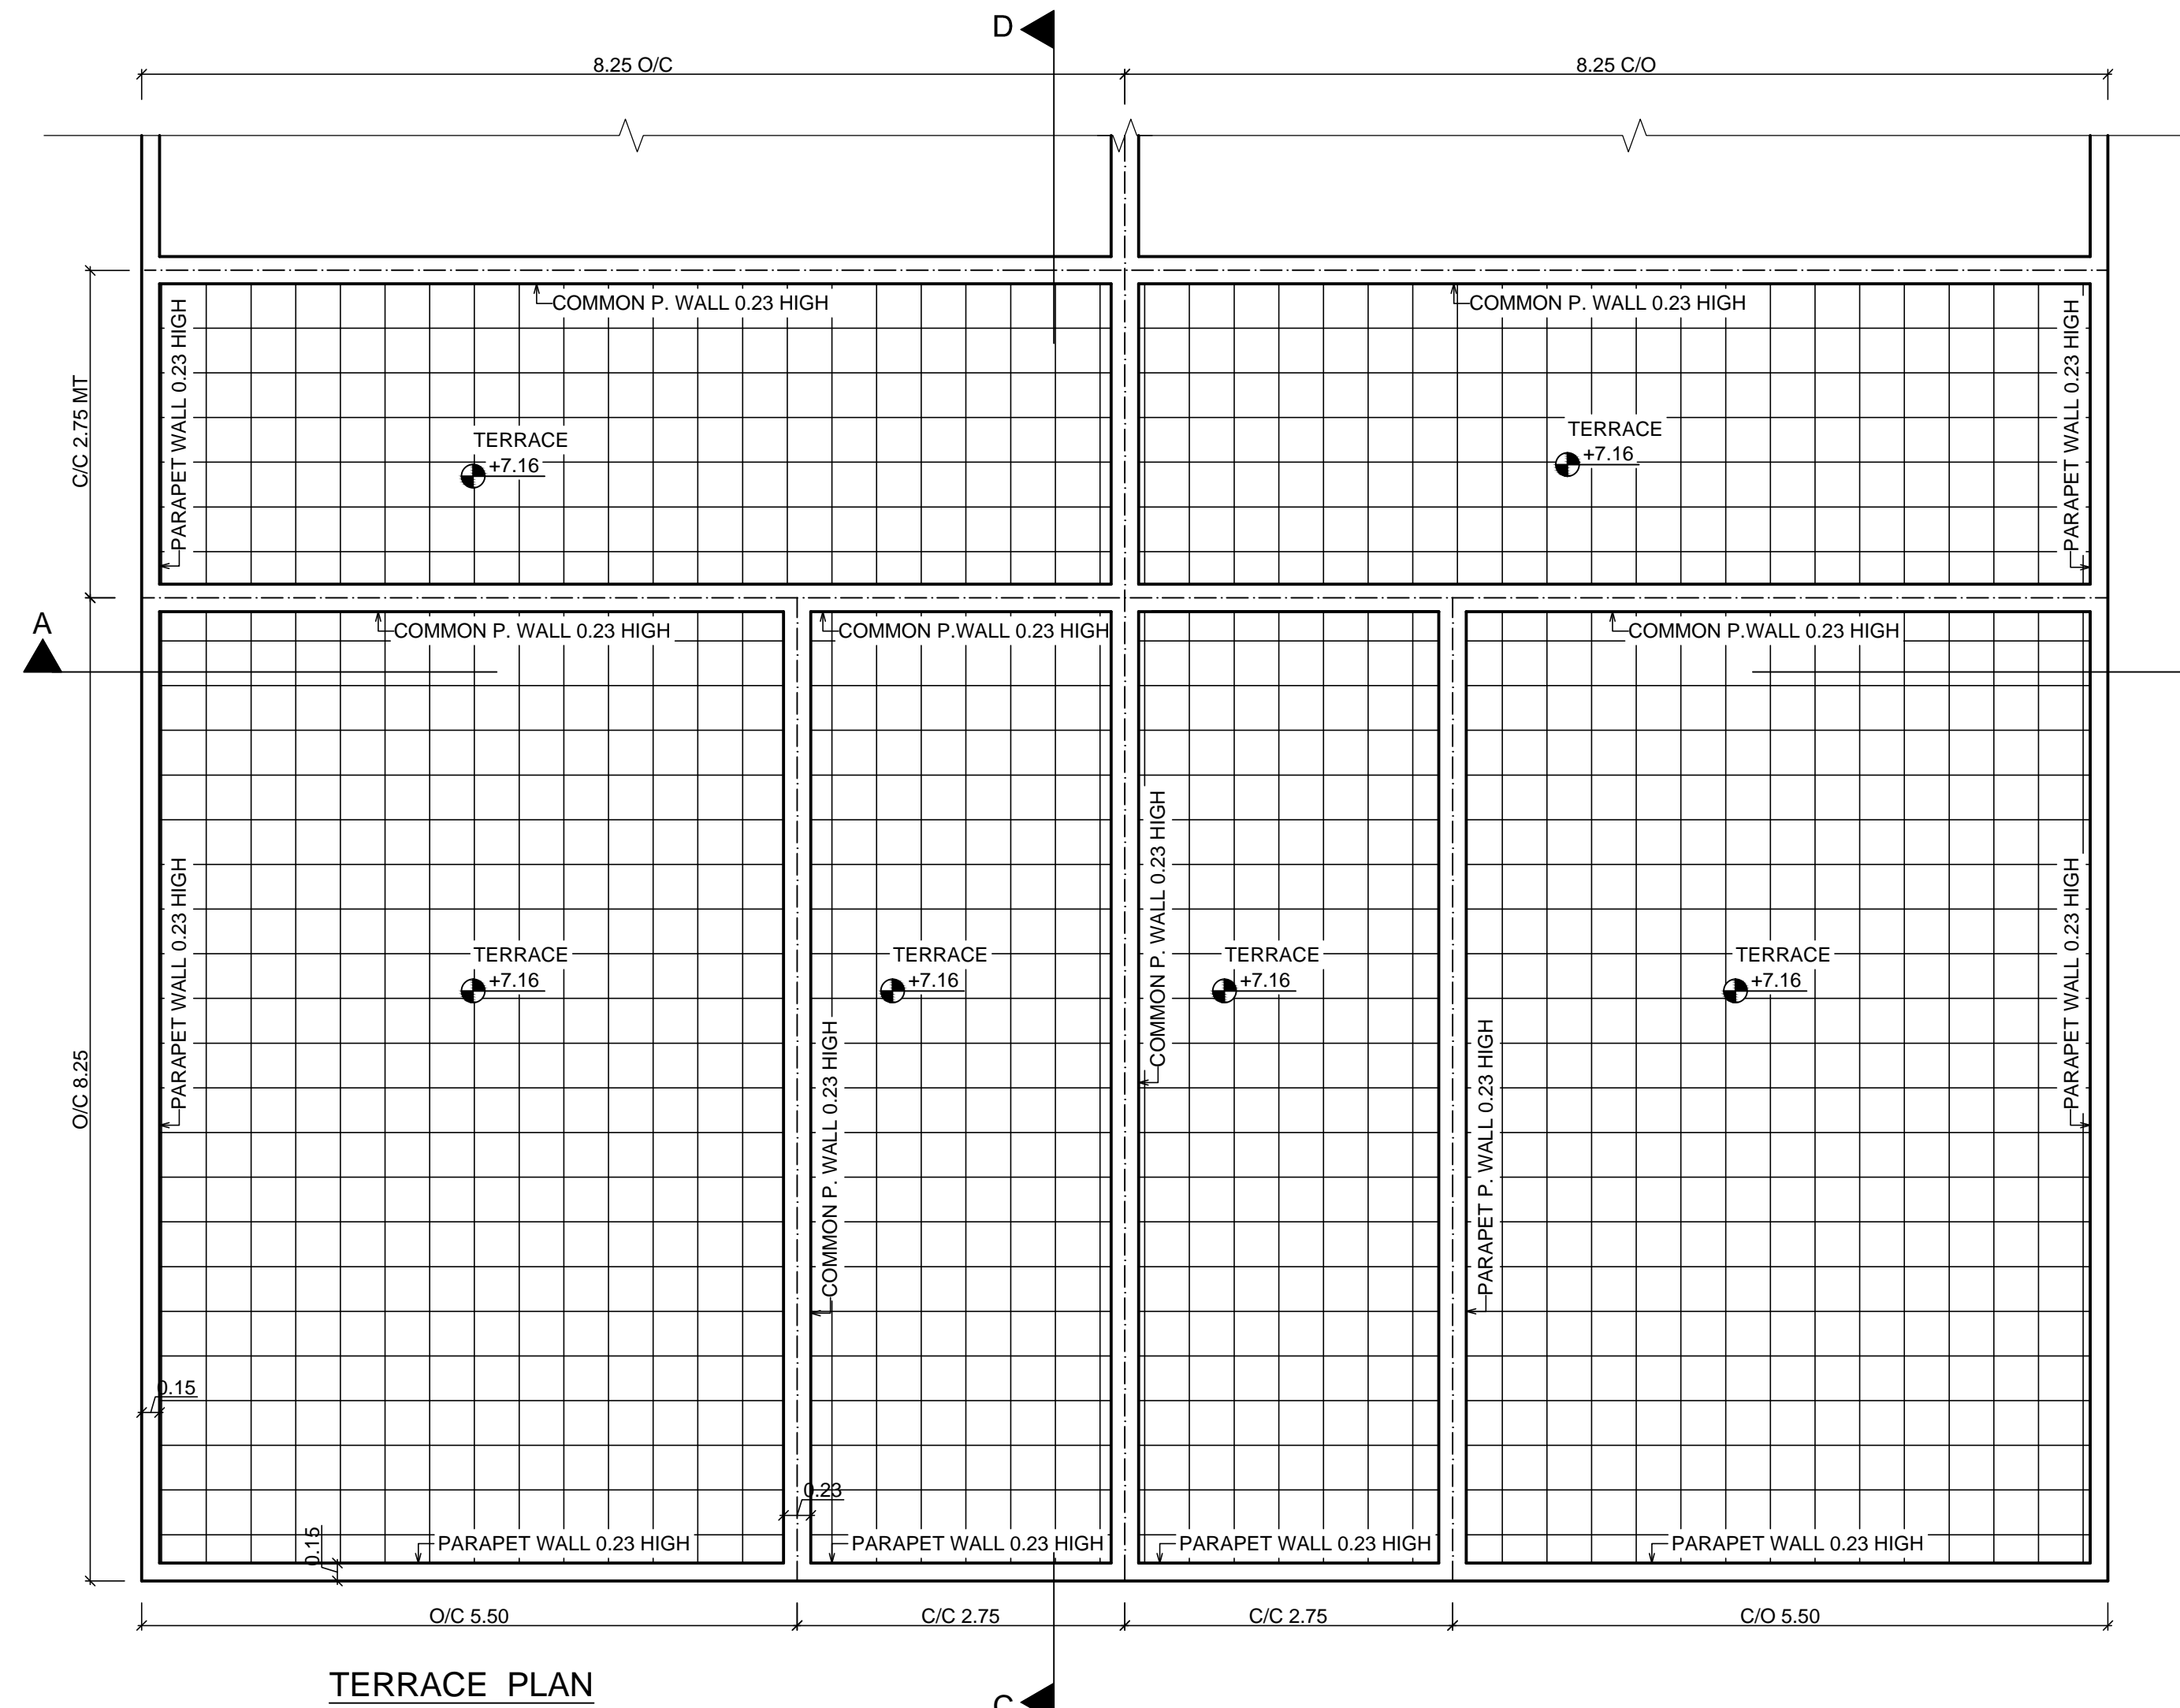 D
8.25 O/C
8.25 C/O
COMMON P. WALL 0.23 HIGH
COMMON P. WALL 0.23 HIGH
PARAPET WALL 0.23 HIGH
PARAPET WALL 0.23 HIGH
C/C 2.75 MT
TERRACE
+7.16
TERRACE
+7.16
A
COMMON P. WALL 0.23 HIGH
COMMON P.WALL 0.23 HIGH
COMMON P.WALL 0.23 HIGH
COMMON P. WALL 0.23 HIGH
PARAPET WALL 0.23 HIGH
PARAPET WALL 0.23 HIGH
TERRACE
+7.16
TERRACE
+7.16
TERRACE
+7.16
TERRACE
+7.16
O/C 8.25
COMMON P. WALL 0.23 HIGH
PARAPET P. WALL 0.23 HIGH
0.15
0.23
0.15
PARAPET WALL 0.23 HIGH
PARAPET WALL 0.23 HIGH
PARAPET WALL 0.23 HIGH
PARAPET WALL 0.23 HIGH
O/C 5.50
C/C 2.75
C/C 2.75
C/O 5.50
TERRACE PLAN
C